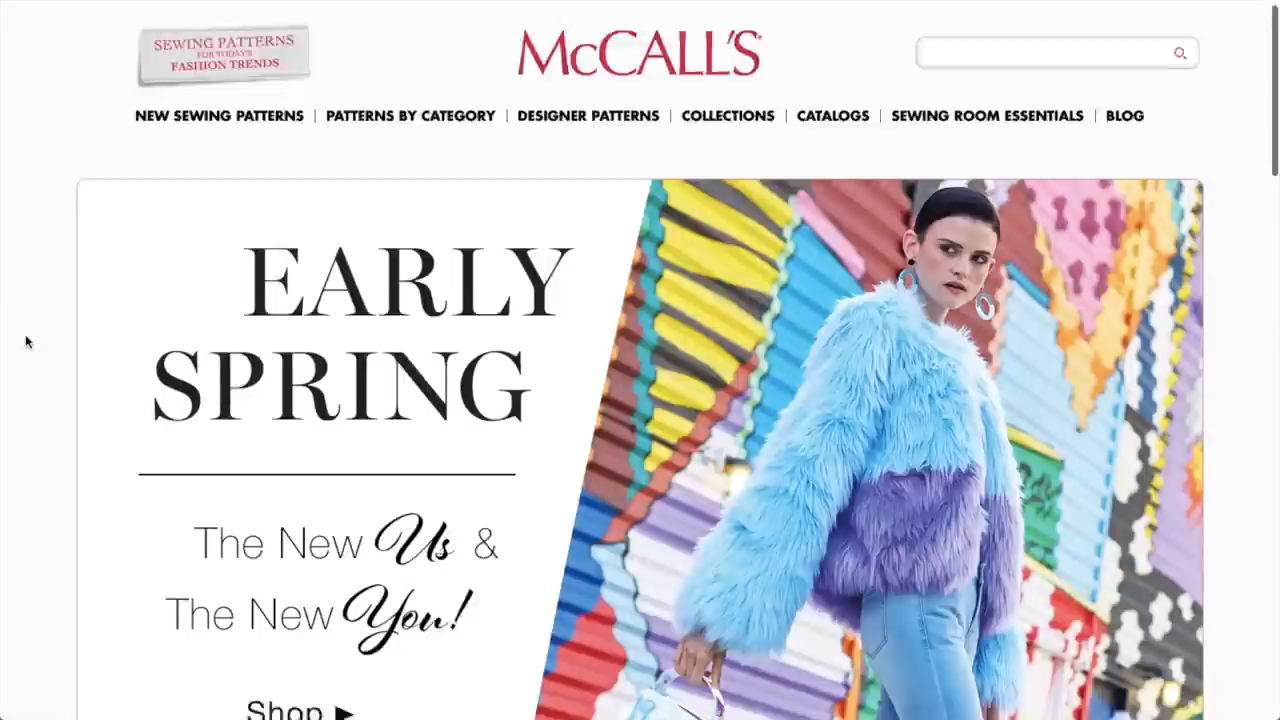 SEWING PATTERNS
FOR TODAY'S
FASHION TRENDS
McCALL'S
NEW SEWING PATTERNS | PATTERNS BY CATEGORY | DESIGNER PATTERNS | COLLECTIONS | CATALOGS | SEWING ROOM ESSENTIALS | BLOG
EARLY
SPRING
The New Us &
The New You!
Shop ▶